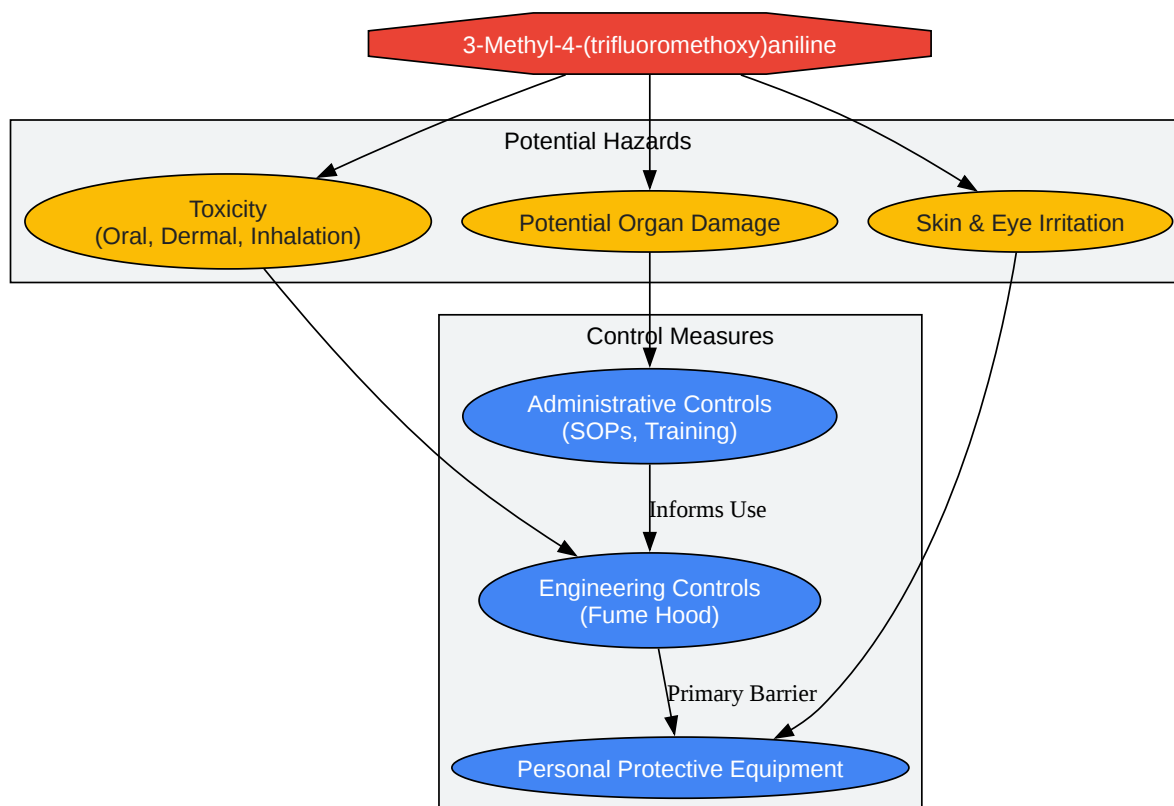 3-Methyl-4-(trifluoromethoxy)aniline
Potential Hazards
Toxicity
(Oral, Dermal, Inhalation)
Potential Organ Damage
Skin & Eye Irritation
Control Measures
Administrative Controls
(SOPs, Training)
Informs Use
Engineering Controls
(Fume Hood)
Primary Barrier
Personal Protective Equipment